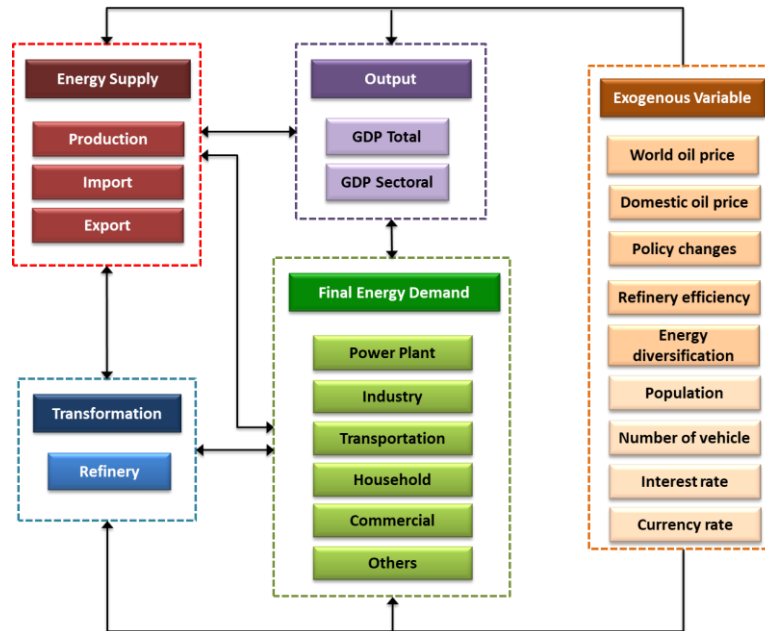 Energy Supply
Production
Import
Export
Output
GDP Total
GDP Sectoral
Exogenous Variable
World oil price
Domestic oil price
Policy changes
Refinery efficiency
Energy
diversification
Population
Number of vehicle
Interest rate
Currency rate
Final Energy Demand
Power Plant
Industry
Transportation
Household
Commercial
Others
Transformation
Refinery